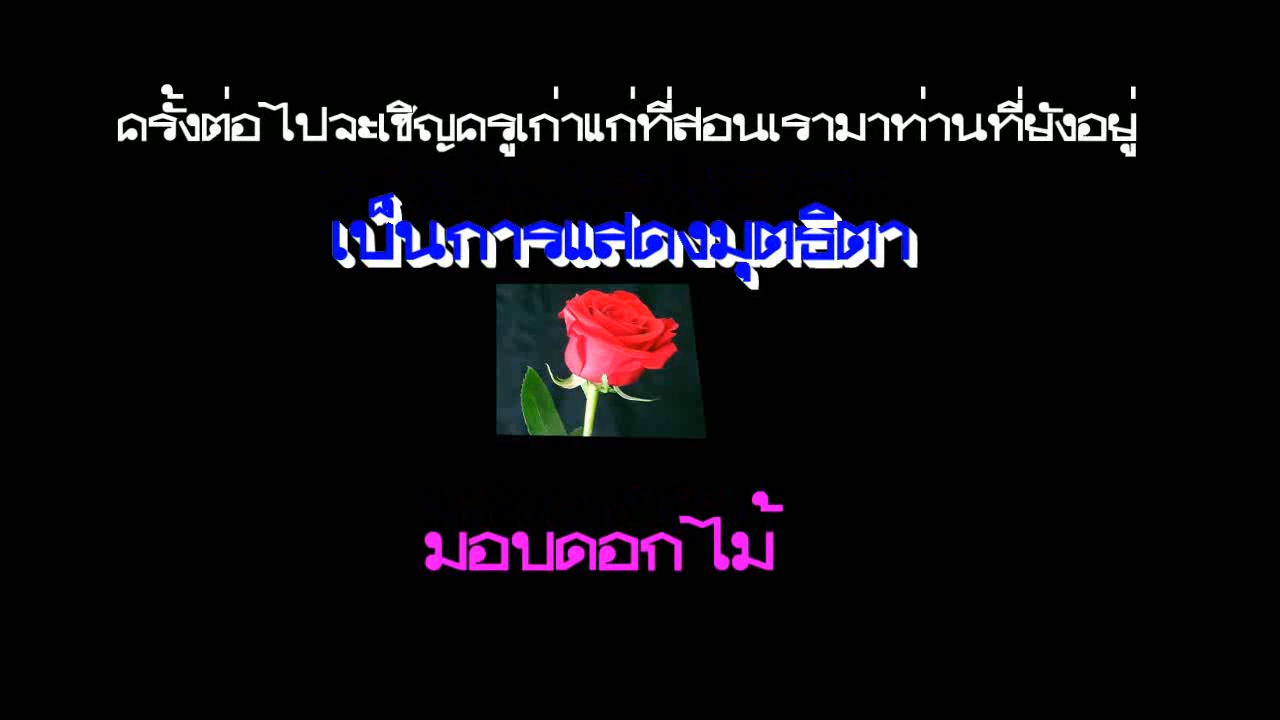 ครั้งต่อไปจะเชิญครูเก่าแก่ที่สอนเรามาท่านที่ยังอยู่
เป็นการแสดงมุตธิตา
มอบดอกไม้